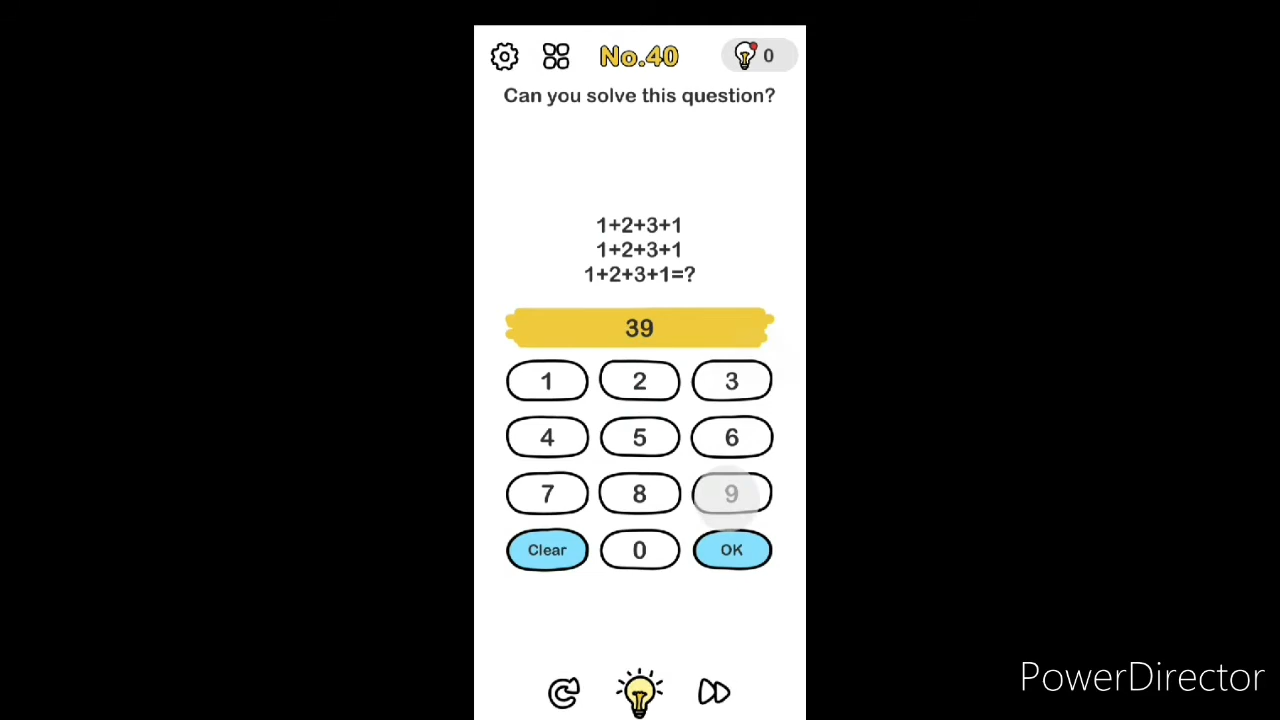 No.40
0
Can you solve this question?
1+2+3+1
1+2+3+1
1+2+3+1=?
39
1 2 3
4 5 6
7 8 9
Clear 0 OK
PowerDirector